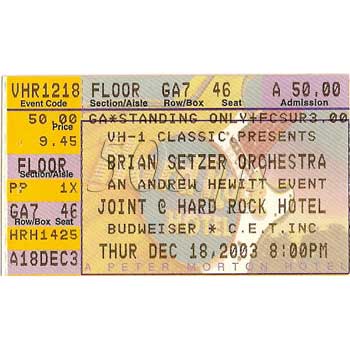 VHR1218 FLOOR GA7 46 A 50.00
Event Code Section/Aisle Row/Box Seat Admission
50.00 GA*STANDING ONLY+FCSUR3.00
Price
9.45
VH-1 CLASSIC PRESENTS
FLOOR BRIAN SETZER ORCHESTRA
Section/Aisle
PP 1X AN ANDREW HEWITT EVENT
GA7 46 JOINT @ HARD ROCK HOTEL
Row/Box Seat
HRH1425 BUDWEISER * C.E.T.INC
A18DEC3 THUR DEC 18,2003 8:00PM
A PETER MORTON HOTEL